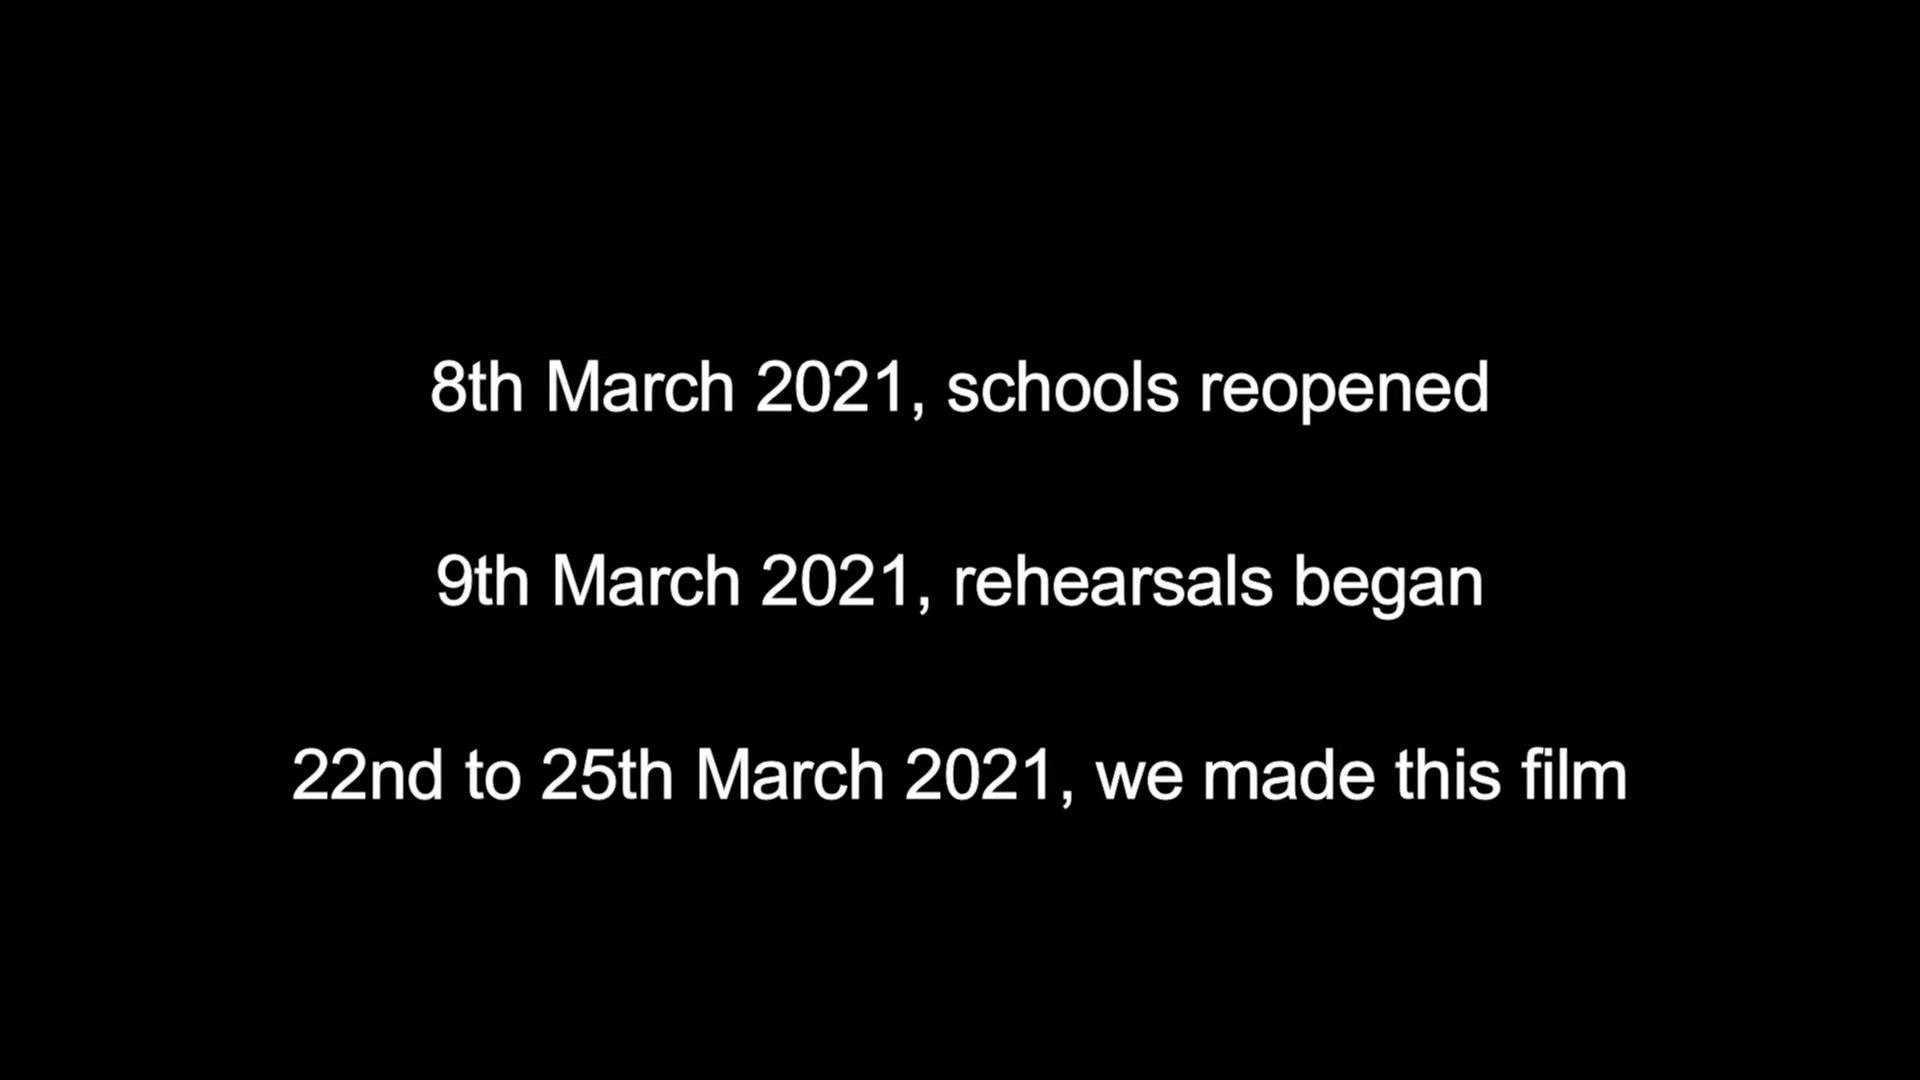 8th March 2021, schools reopened
9th March 2021, rehearsals began
22nd to 25th March 2021, we made this film